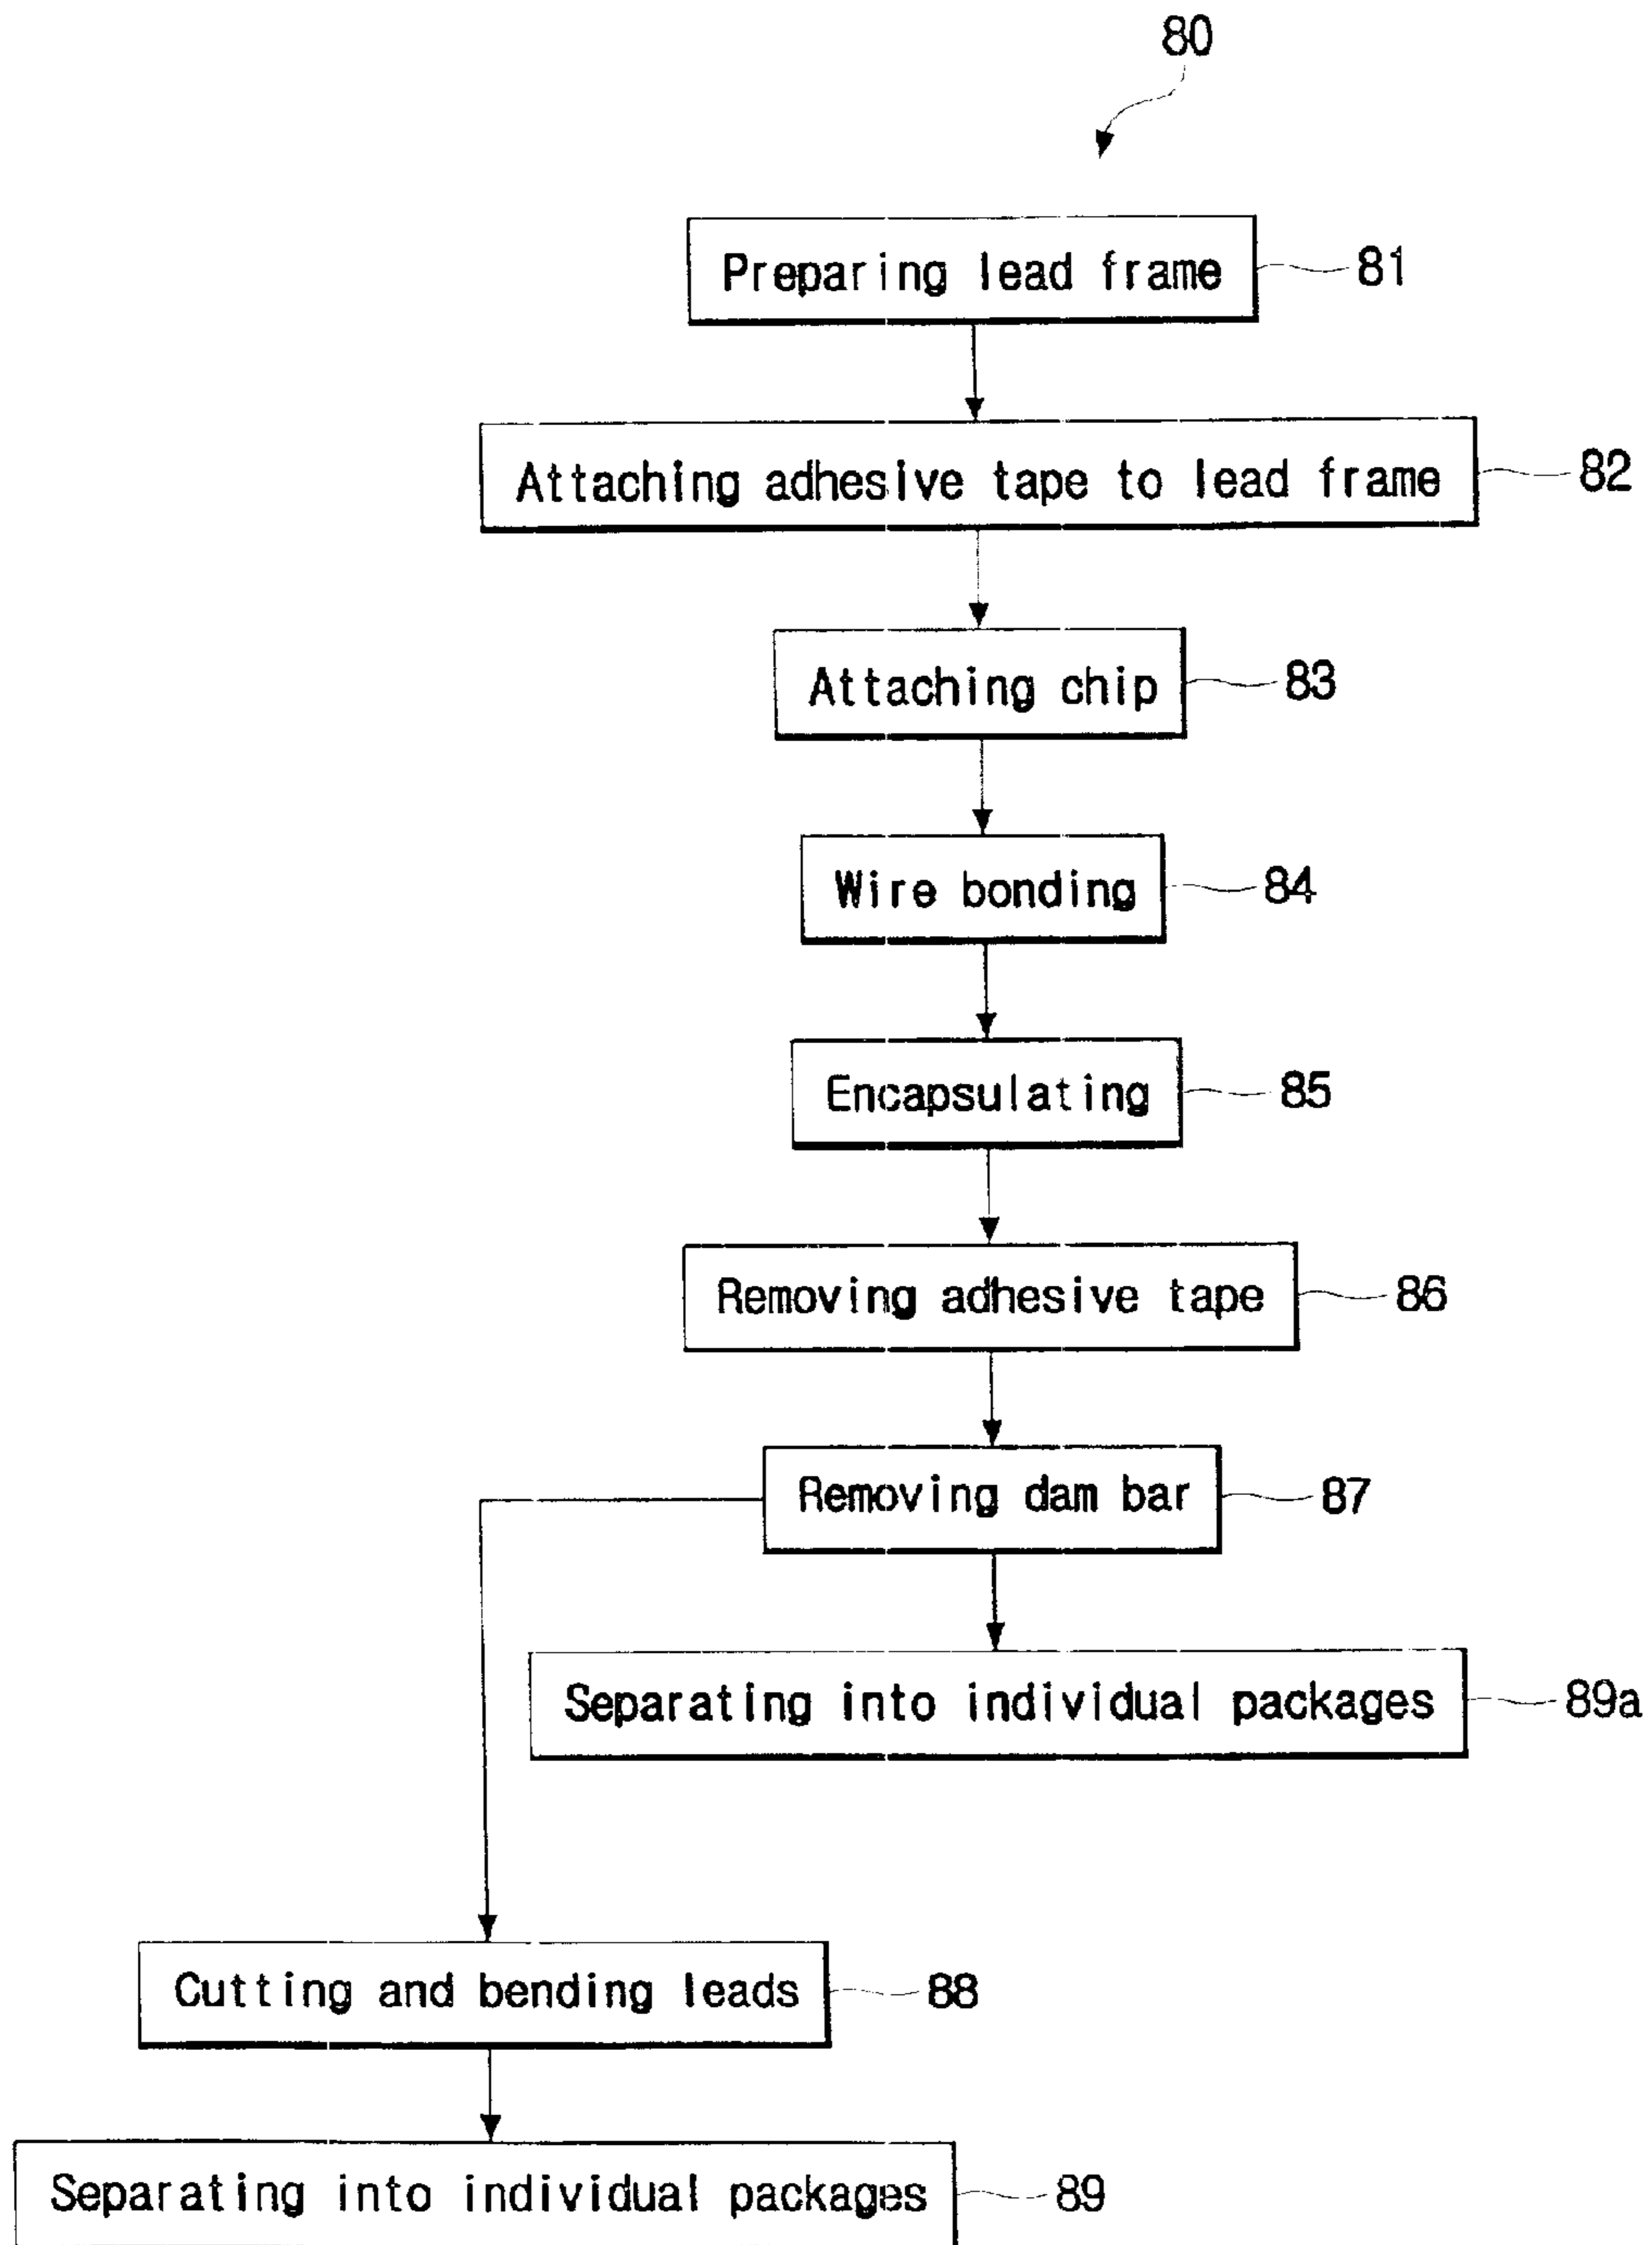 80
Preparing lead frame 81
Attaching adhesive tape to lead frame 82
Attaching chip 83
Wire bonding 84
Encapsulating 85
Removing adhesive tape 86
Removing dam bar 87
Separating into individual packages 89a
Cutting and bending leads 88
Separating into individual packages 89